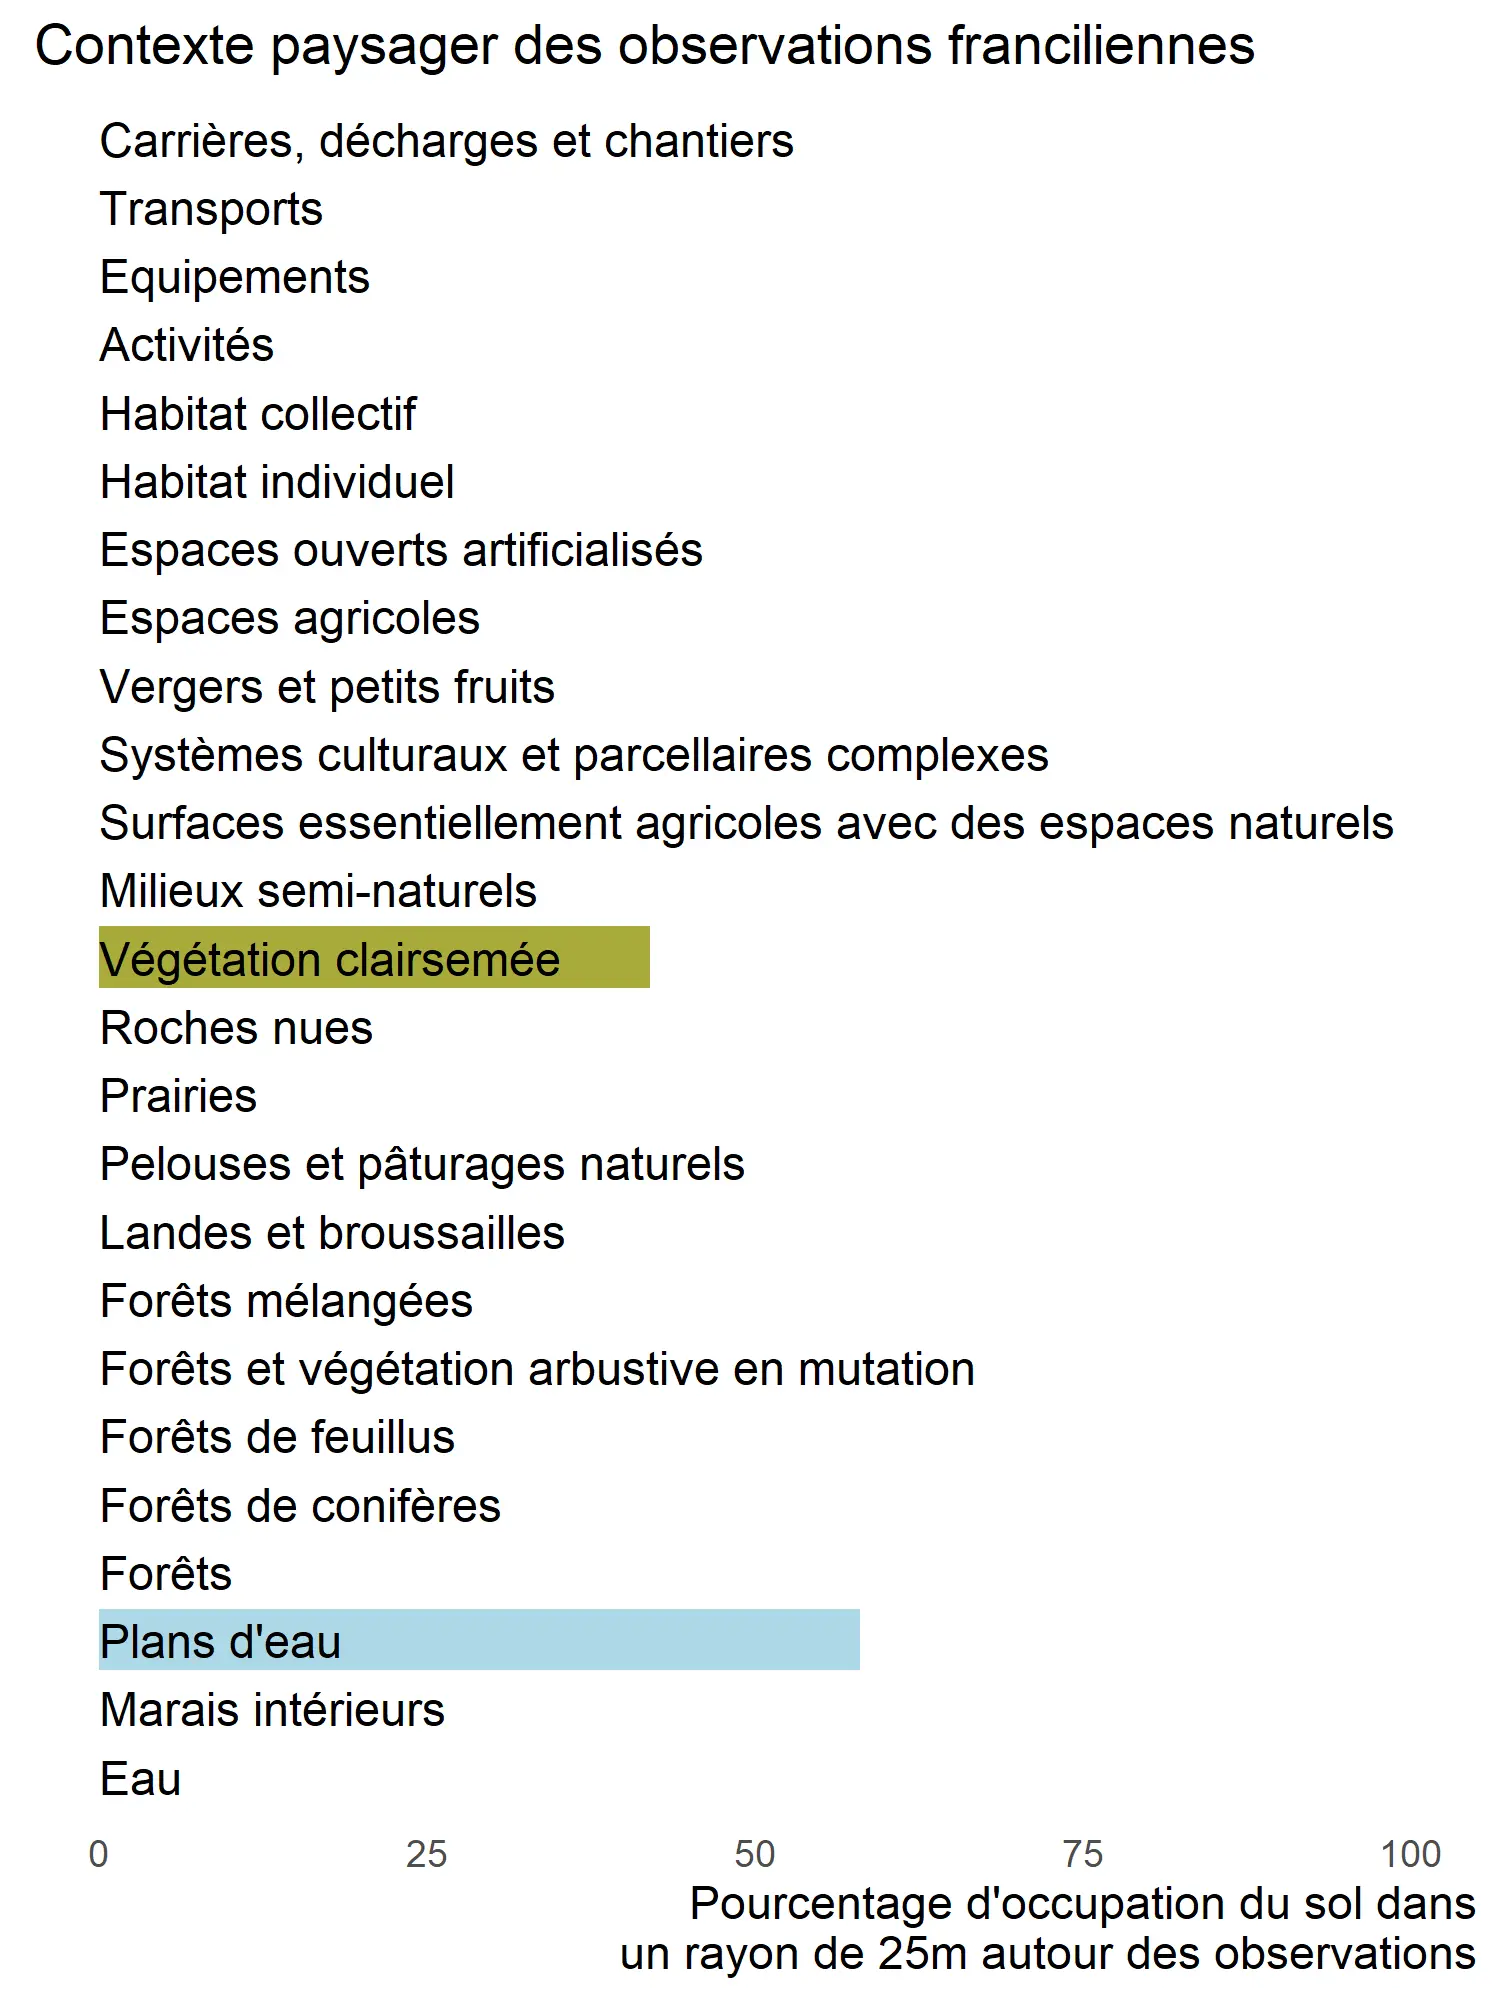 Contexte paysager des observations franciliennes
Carrières, décharges et chantiers
Transports
Equipements
Activités
Habitat collectif
Habitat individuel
Espaces ouverts artificialisés
Espaces agricoles
Vergers et petits fruits
Systèmes culturaux et parcellaires complexes
Surfaces essentiellement agricoles avec des espaces naturels
Milieux semi-naturels
Végétation clairsemée
Roches nues
Prairies
Pelouses et pâturages naturels
Landes et broussailles
Forêts mélangées
Forêts et végétation arbustive en mutation
Forêts de feuillus
Forêts de conifères
Forêts
Plans d'eau
Marais intérieurs
Eau
0 25 50 75 100
Pourcentage d'occupation du sol dans
un rayon de 25m autour des observations